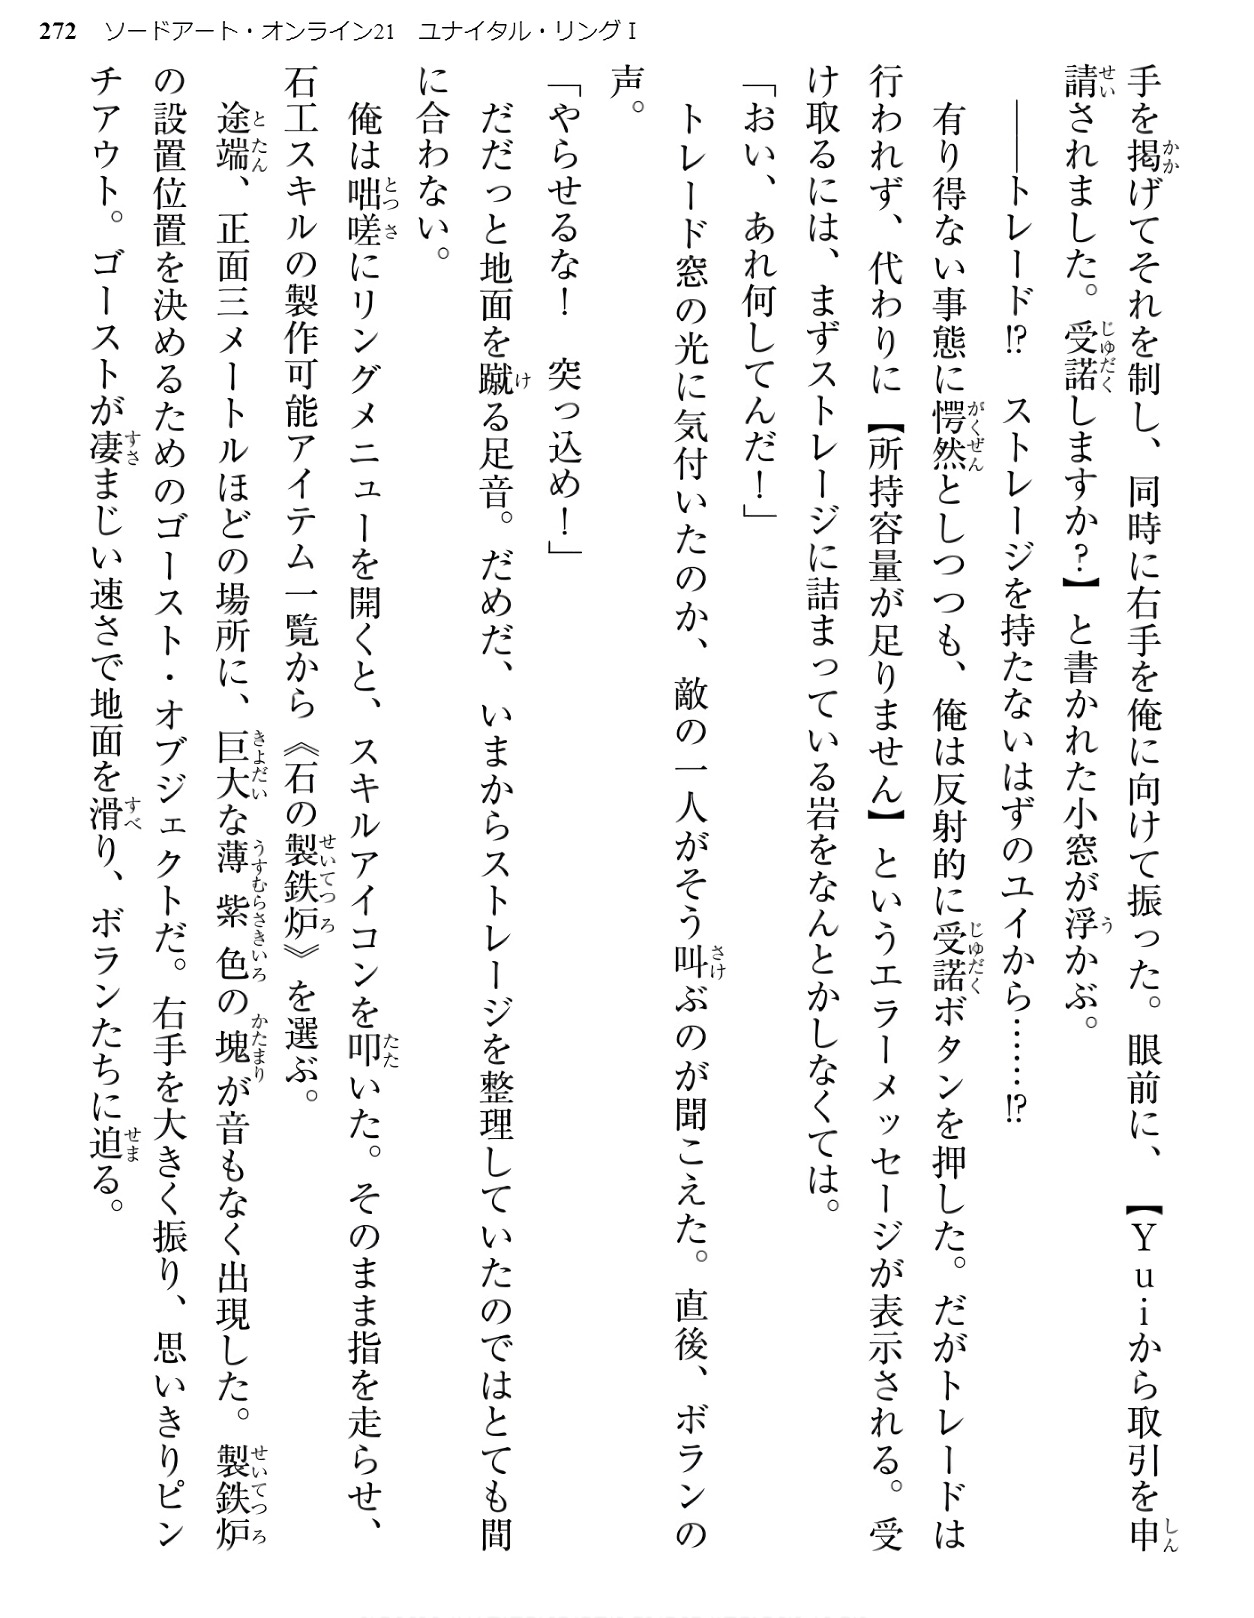 272　ソードアート・オンライン21　ユナイタル・リングⅠ
手を掲げてそれを制し、同時に右手を俺に向けて振った。眼前に、【Yuiから取引を申
請されました。受諾しますか？】と書かれた小窓が浮かぶ。
――トレード!?　ストレージを持たないはずのユイから……!?
有り得ない事態に愕然としつつも、俺は反射的に受諾ボタンを押した。だがトレードは
行われず、代わりに【所持容量が足りません】というエラーメッセージが表示される。受
け取るには、まずストレージに詰まっている岩をなんとかしなくては。
「おい、あれ何してんだ！」
トレード窓の光に気付いたのか、敵の一人がそう叫ぶのが聞こえた。直後、ボランの
声。
「やらせるな！　突っ込め！」
だだっと地面を蹴る足音。だめだ、いまからストレージを整理していたのではとても間
に合わない。
俺は咄嗟にリングメニューを開くと、スキルアイコンを叩いた。そのまま指を走らせ、
石工スキルの製作可能アイテム一覧から《石の製鉄炉》を選ぶ。
途端、正面三メートルほどの場所に、巨大な薄紫色の塊が音もなく出現した。製鉄炉
の設置位置を決めるためのゴースト・オブジェクトだ。右手を大きく振り、思いきりピン
チアウト。ゴーストが凄まじい速さで地面を滑り、ボランたちに迫る。